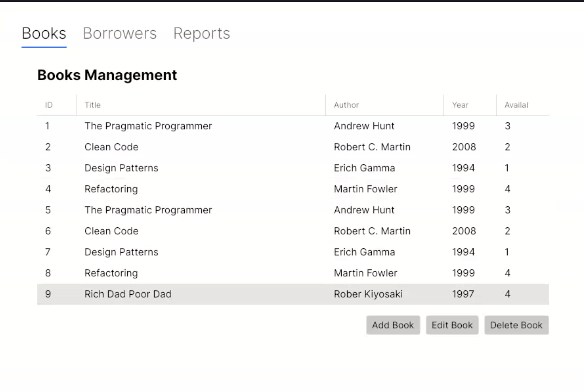 Books Borrowers Reports
Books Management
ID Title Author Year Availal
1 The Pragmatic Programmer Andrew Hunt 1999 3
2 Clean Code Robert C. Martin 2008 2
3 Design Patterns Erich Gamma 1994 1
4 Refactoring Martin Fowler 1999 4
5 The Pragmatic Programmer Andrew Hunt 1999 3
6 Clean Code Robert C. Martin 2008 2
7 Design Patterns Erich Gamma 1994 1
8 Refactoring Martin Fowler 1999 4
9 Rich Dad Poor Dad Rober Kiyosaki 1997 4
Add Book Edit Book Delete Book